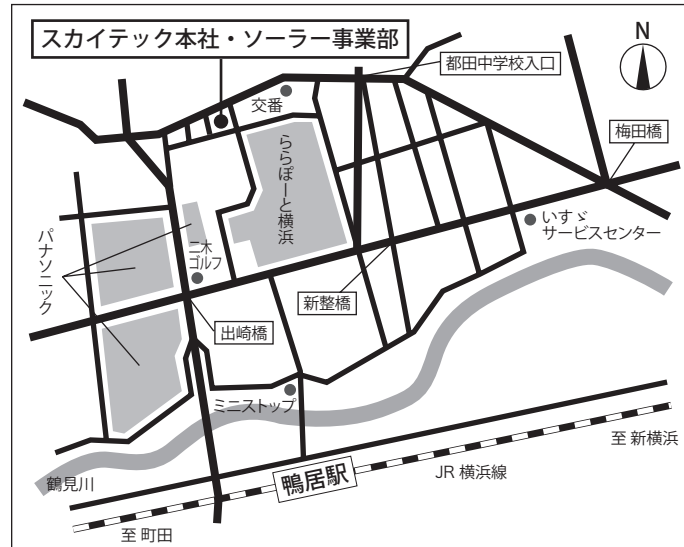 スカイテック本社・ソーラー事業部
N
都田中学校入口
交番
梅田橋
ららぽーと横浜
いすゞ
サービスセンター
パナソニック
二木
ゴルフ
新整橋
出崎橋
ミニストップ
至 新横浜
鴨居駅
JR 横浜線
鶴見川
至 町田